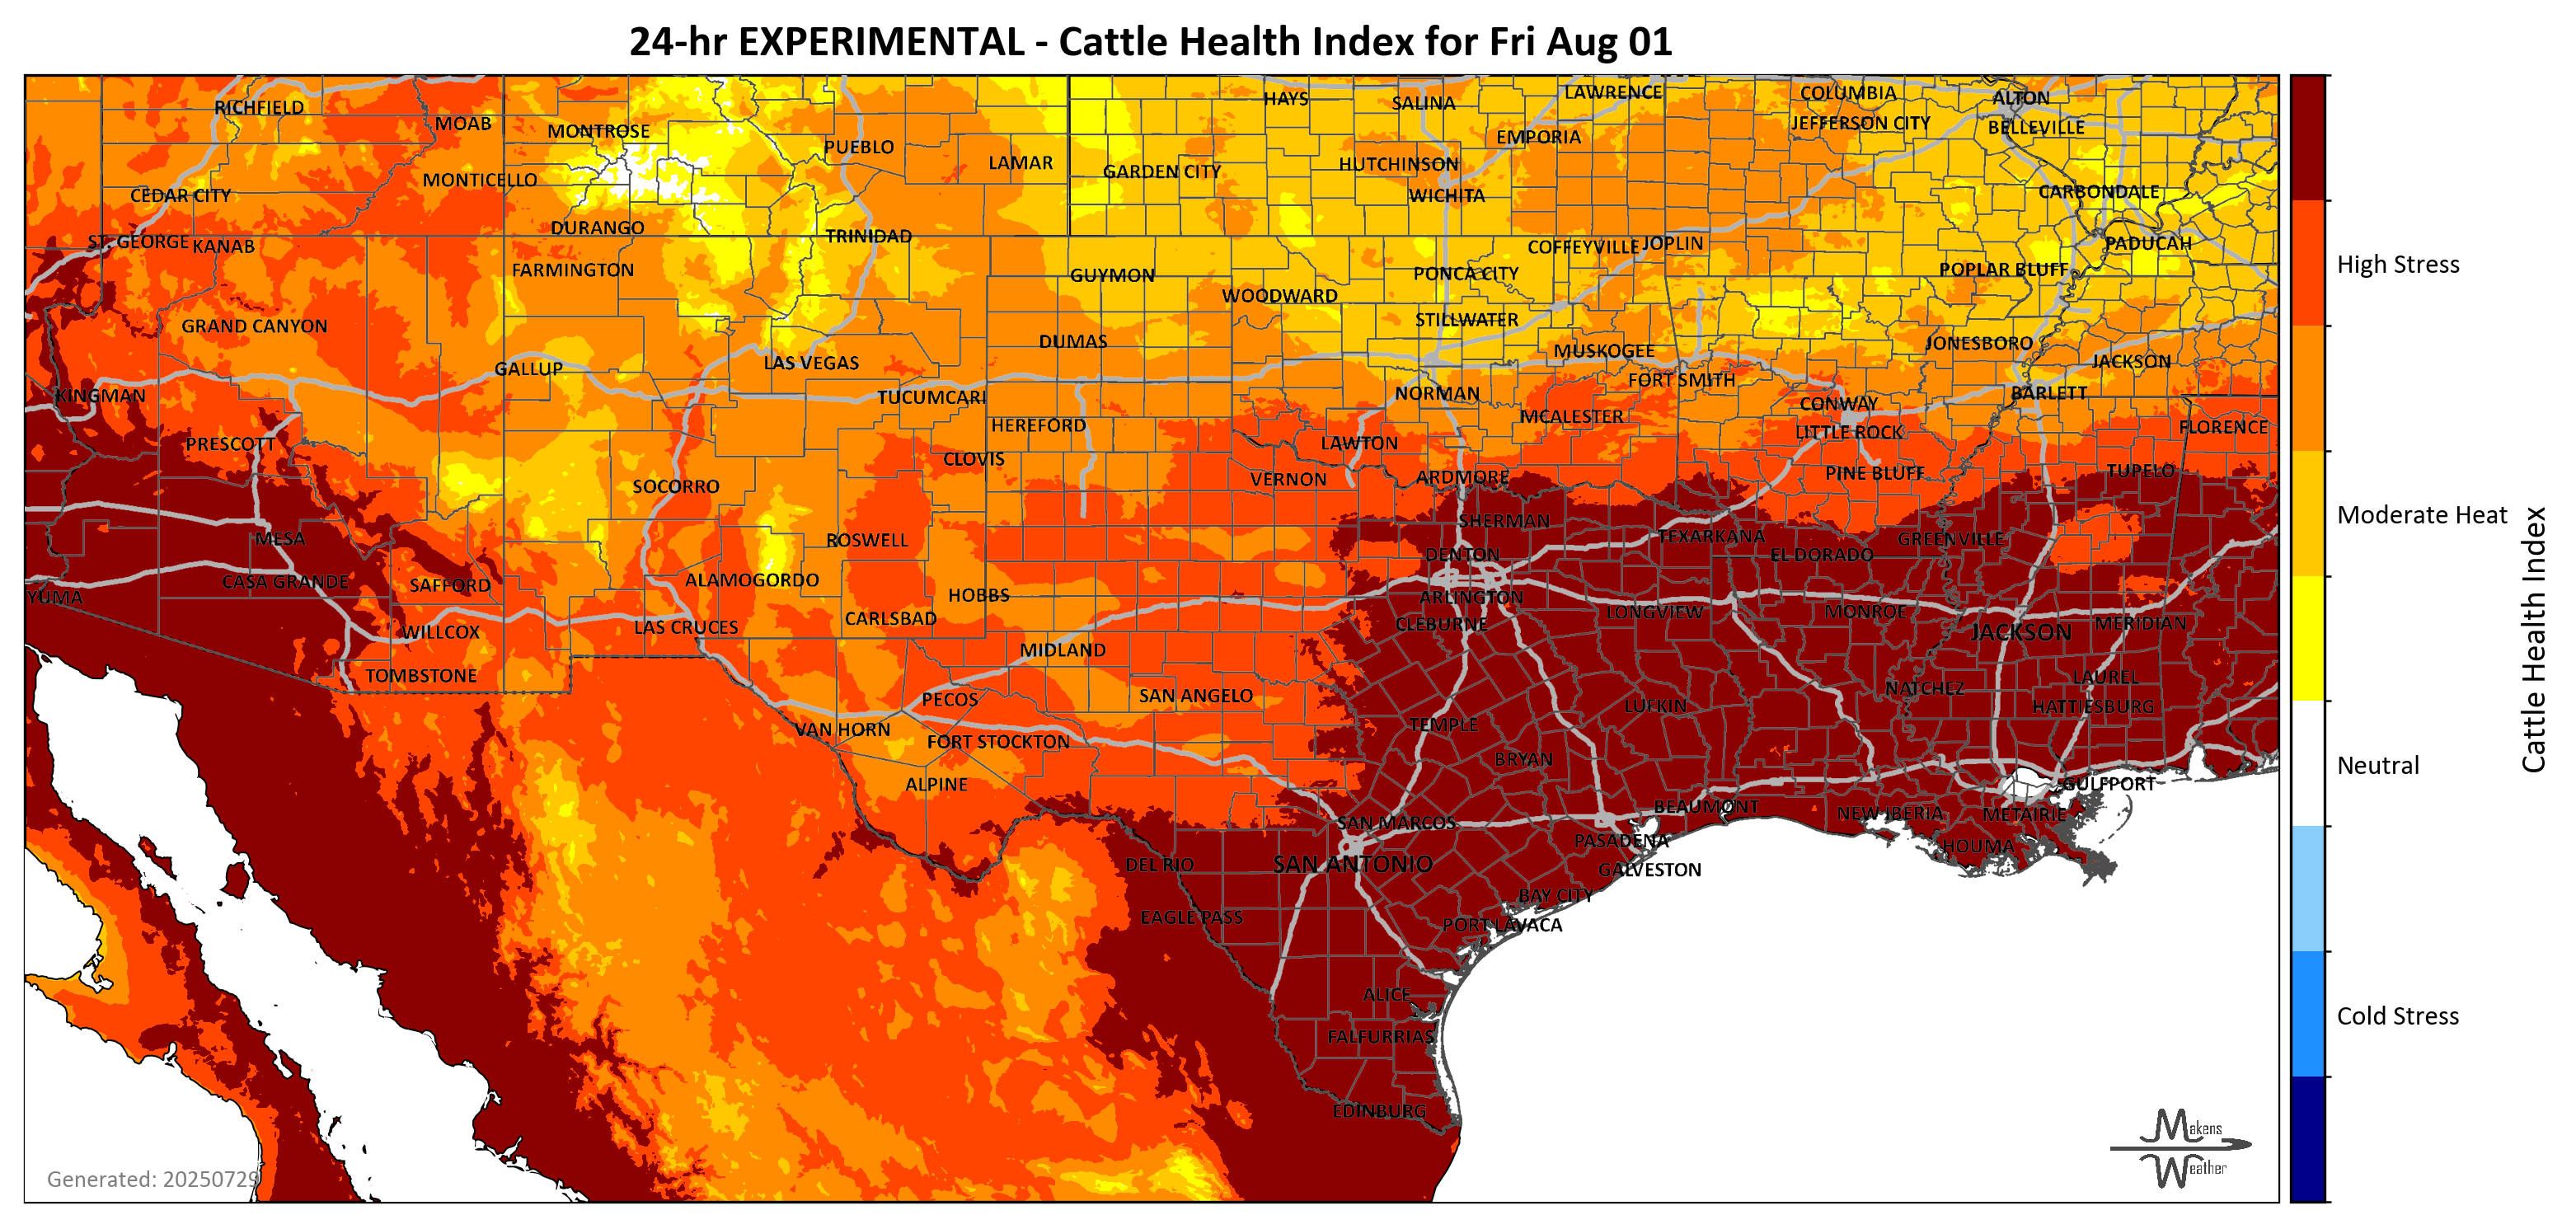 24-hr EXPERIMENTAL - Cattle Health Index for Fri Aug 01
RICHFIELD
MOAB
MONTROSE
PUEBLO
LAMAR
HAYS
SALINA
LAWRENCE
COLUMBIA
ALTON
EMPORIA
JEFFERSON CITY
BELLEVILLE
CEDAR CITY
MONTICELLO
GARDEN CITY
HUTCHINSON
WICHITA
CARBONDALE
ST. GEORGE
KANAB
DURANGO
TRINIDAD
COFFEYVILLE
JOPLIN
PADUCAH
High Stress
FARMINGTON
GUYMON
PONCA CITY
POPLAR BLUFF
WOODWARD
GRAND CANYON
STILLWATER
DUMAS
MUSKOGEE
JONESBORO
GALLUP
LAS VEGAS
JACKSON
KINGMAN
TUCUMCARI
NORMAN
FORT SMITH
BARLETT
CONWAY
PRESCOTT
HEREFORD
LAWTON
MCALESTER
LITTLE ROCK
FLORENCE
CLOVIS
SOCORRO
VERNON
ARDMORE
PINE BLUFF
TUPELO
Moderate Heat
MESA
ROSWELL
SHERMAN
TEXARKANA
GREENVILLE
DENTON
EL DORADO
YUMA
CASA GRANDE
SAFFORD
ALAMOGORDO
HOBBS
ARLINGTON
LONGVIEW
MONROE
WILLCOX
LAS CRUCES
CARLSBAD
CLEBURNE
JACKSON
MERIDIAN
Cattle Health Index
TOMBSTONE
MIDLAND
PECOS
SAN ANGELO
NATCHEZ
LAUREL
VAN HORN
FORT STOCKTON
TEMPLE
LUFKIN
HATTIESBURG
ALPINE
BRYAN
GULFPORT
Neutral
SAN MARCOS
BEAUMONT
NEW IBERIA
METAIRIE
DEL RIO
SAN ANTONIO
PASADENA
GALVESTON
HOUMA
EAGLE PASS
BAY CITY
PORT LAVACA
ALICE
FALFURRIAS
Cold Stress
EDINBURG
Makens
Weather
Generated: 20250729